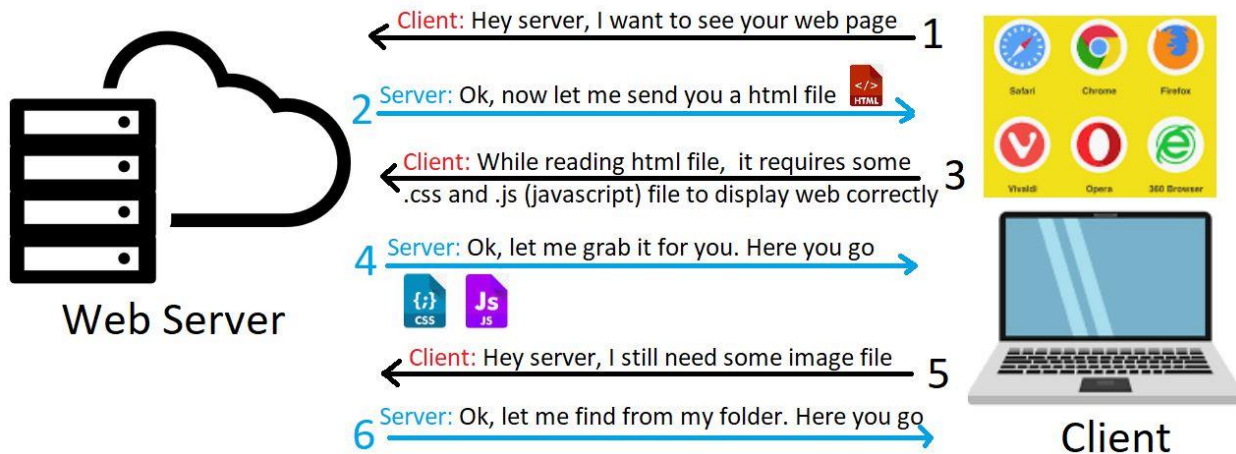 Client: Hey server, I want to see your web page
1
2
Server: Ok, now let me send you a html file
</>
HTML
Client: While reading html file, it requires some
.css and .js (javascript) file to display web correctly
3
4
Server: Ok, let me grab it for you. Here you go
{;}
CSS
Js
JS
Client: Hey server, I still need some image file
5
6
Server: Ok, let me find from my folder. Here you go
Web Server
Safari
Chrome
Firefox
Vivaldi
Opera
360 Browser
Client